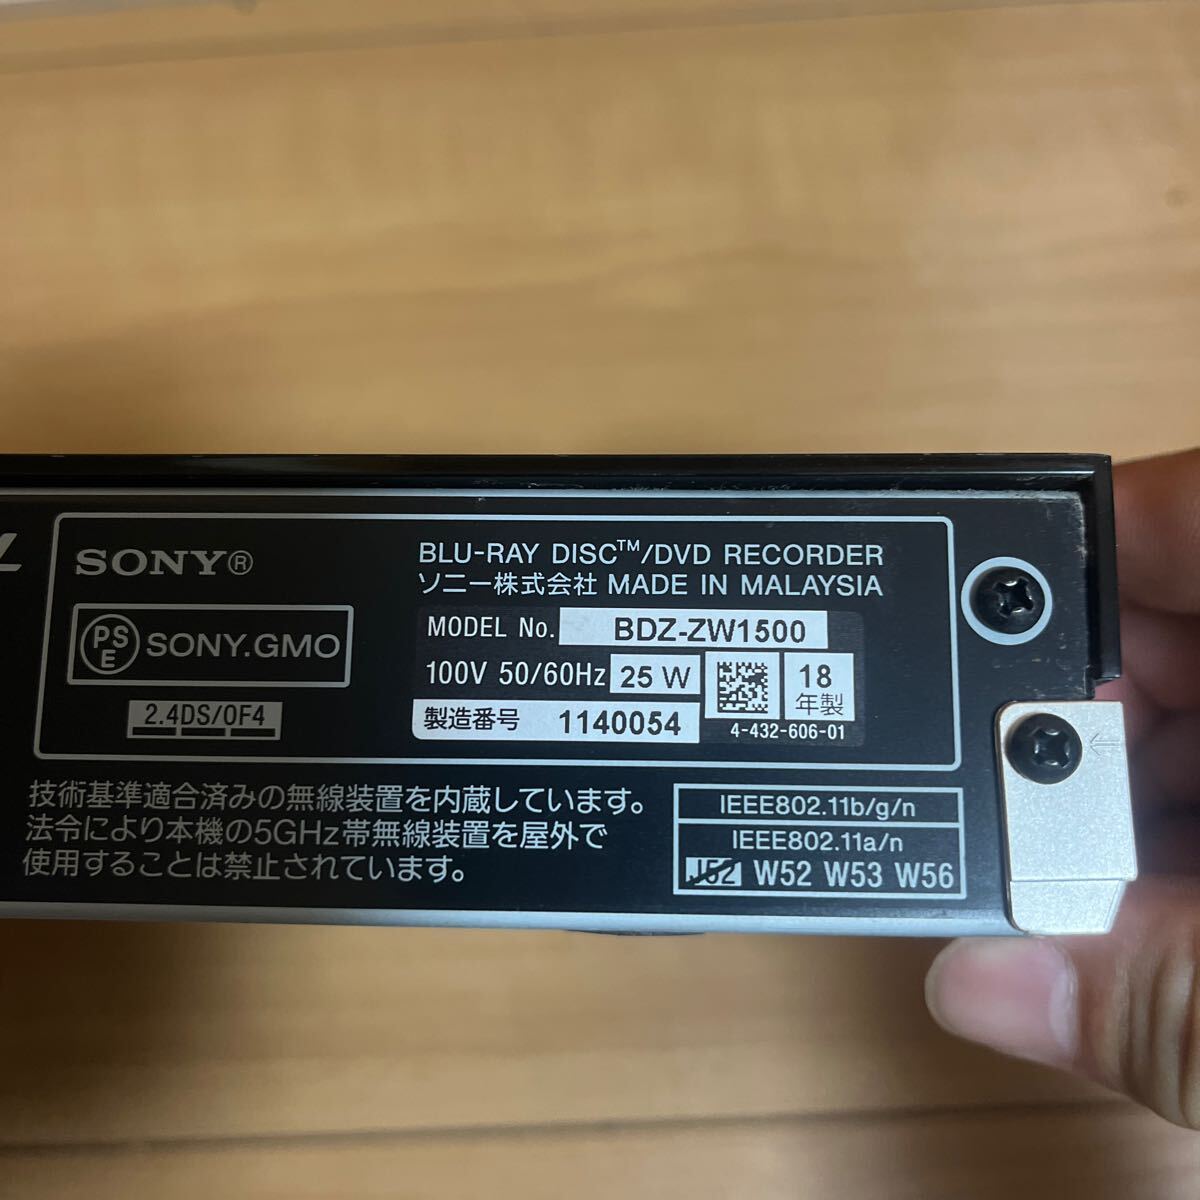 SONY®
PSE SONY.GMO
2.4DS/OF4
BLU-RAY DISC™/DVD RECORDER
ソニー株式会社 MADE IN MALAYSIA
MODEL No. BDZ-ZW1500
100V 50/60Hz 25 W
18年製
製造番号 1140054
4-432-606-01
技術基準適合済みの無線装置を内蔵しています。
法令により本機の5GHz帯無線装置を屋外で
使用することは禁止されています。
IEEE802.11b/g/n
IEEE802.11a/n
J52 W52 W53 W56